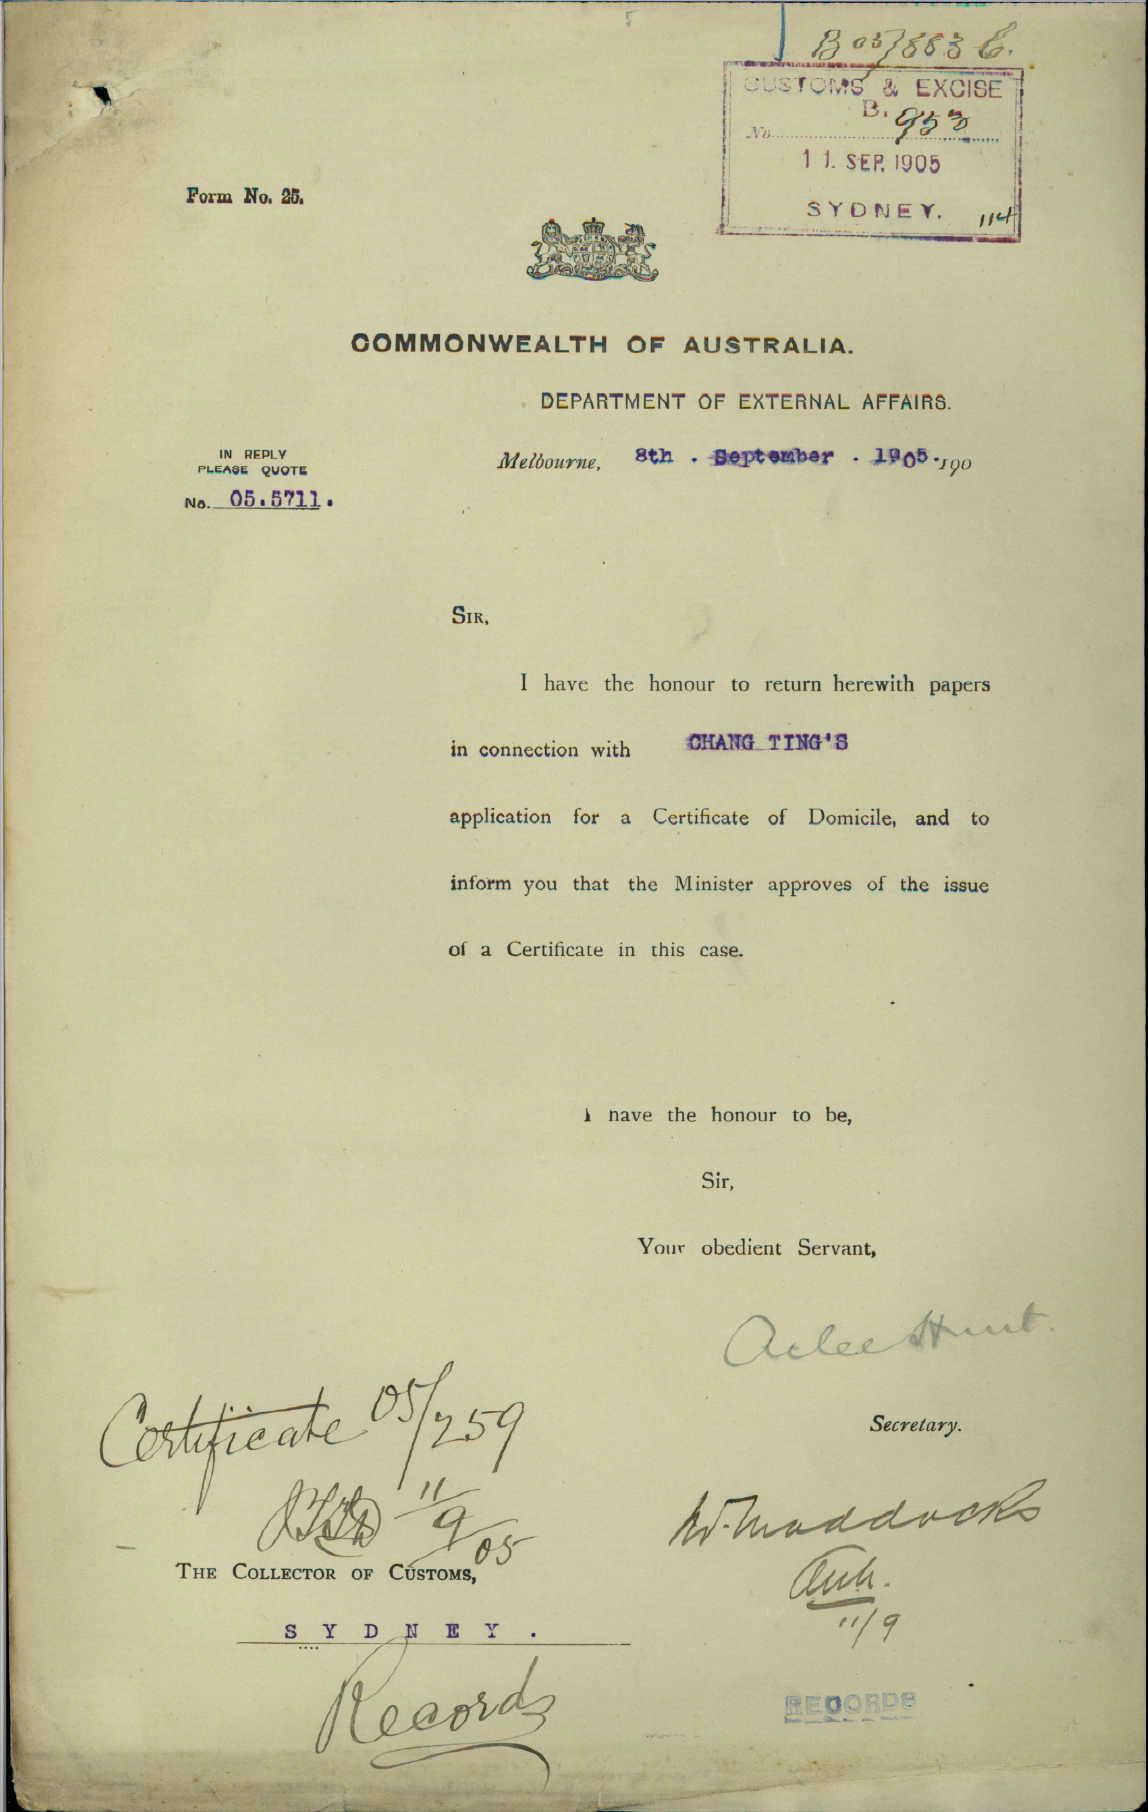 B 05/883 C.
CUSTOMS & EXCISE
B.
No 953
11. SEP. 1905
SYDNEY. 114
Form No. 25.
COMMONWEALTH OF AUSTRALIA.
DEPARTMENT OF EXTERNAL AFFAIRS.
IN REPLY
PLEASE QUOTE
No. 05.5711.
Melbourne, 8th . September . 1905. 190
SIR,
I have the honour to return herewith papers
in connection with CHANG TING'S
application for a Certificate of Domicile, and to
inform you that the Minister approves of the issue
of a Certificate in this case.
I have the honour to be,
Sir,
Your obedient Servant,
Atlee Hunt.
Secretary.
Certificate 05/259
11/9/05
THE COLLECTOR OF CUSTOMS,
SYDNEY.
Records
Maddocks
11/9
RECORDS